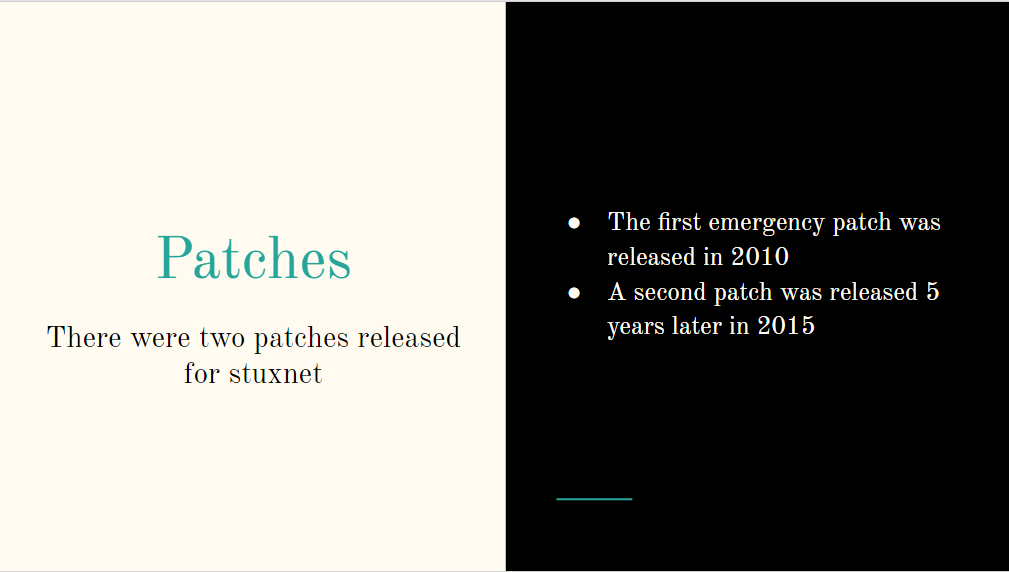 Patches
There were two patches released
for stuxnet
● The first emergency patch was
released in 2010
● A second patch was released 5
years later in 2015